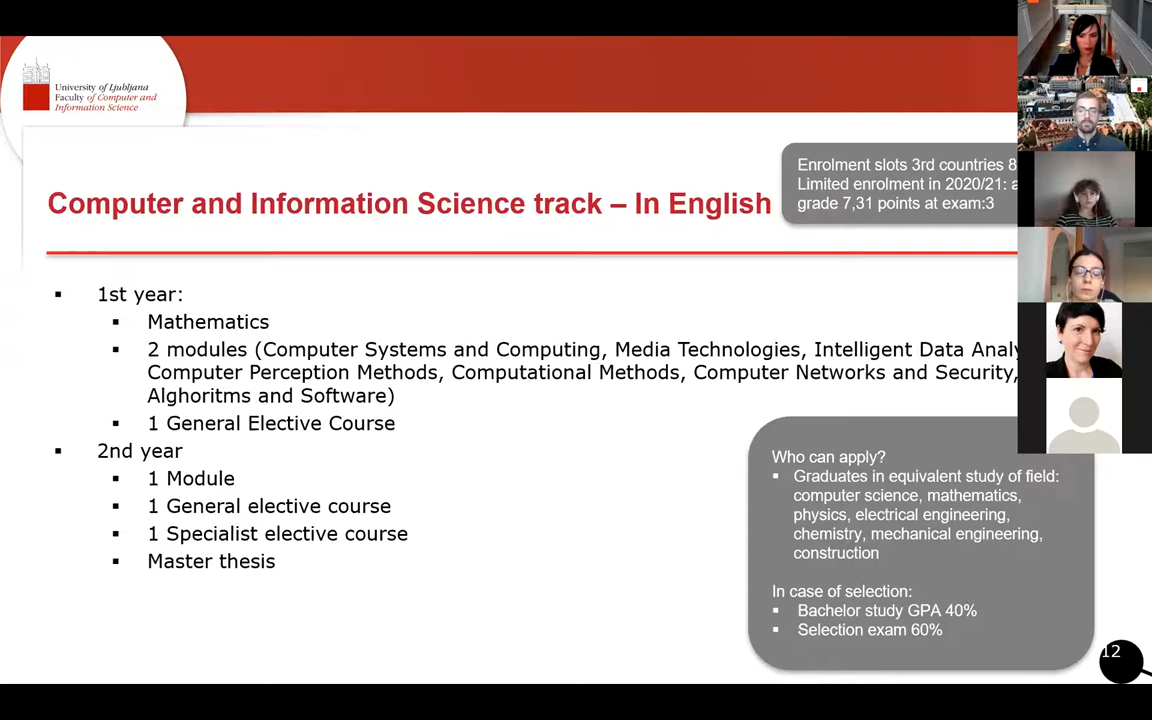 University of Ljubljana
Faculty of Computer and
Information Science
Enrolment slots 3rd countries 8
Limited enrolment in 2020/21: a
grade 7,31 points at exam:3
Computer and Information Science track – In English
▪ 1st year:
▪ Mathematics
▪ 2 modules (Computer Systems and Computing, Media Technologies, Intelligent Data
Computer Perception Methods, Computational Methods, Computer Networks and Security,
Alghoritms and Software)
▪ 1 General Elective Course
▪ 2nd year
▪ 1 Module
▪ 1 General elective course
▪ 1 Specialist elective course
▪ Master thesis
Who can apply?
▪ Graduates in equivalent study of field:
computer science, mathematics,
physics, electrical engineering,
chemistry, mechanical engineering,
construction
In case of selection:
▪ Bachelor study GPA 40%
▪ Selection exam 60%
12